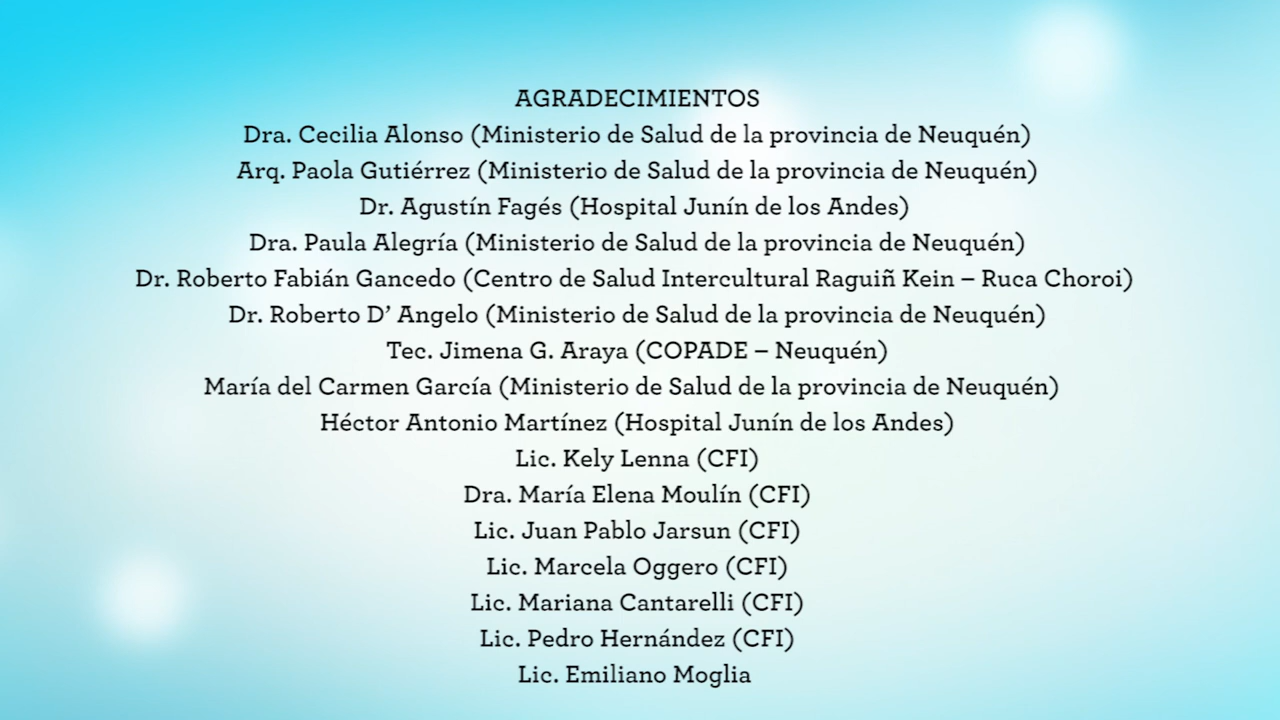 AGRADECIMIENTOS
Dra. Cecilia Alonso (Ministerio de Salud de la provincia de Neuquén)
Arq. Paola Gutiérrez (Ministerio de Salud de la provincia de Neuquén)
Dr. Agustín Fagés (Hospital Junín de los Andes)
Dra. Paula Alegría (Ministerio de Salud de la provincia de Neuquén)
Dr. Roberto Fabián Gancedo (Centro de Salud Intercultural Raguiñ Kein – Ruca Choroi)
Dr. Roberto D’ Angelo (Ministerio de Salud de la provincia de Neuquén)
Tec. Jimena G. Araya (COPADE – Neuquén)
María del Carmen García (Ministerio de Salud de la provincia de Neuquén)
Héctor Antonio Martínez (Hospital Junín de los Andes)
Lic. Kely Lenna (CFI)
Dra. María Elena Moulín (CFI)
Lic. Juan Pablo Jarsun (CFI)
Lic. Marcela Oggero (CFI)
Lic. Mariana Cantarelli (CFI)
Lic. Pedro Hernández (CFI)
Lic. Emiliano Moglia